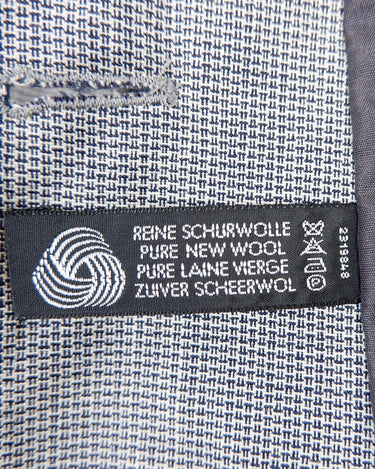 REINE SCHURWOLLE
PURE NEW WOOL
PURE LAINE VIERGE
ZUIVER SCHEERWOL
2319848
P